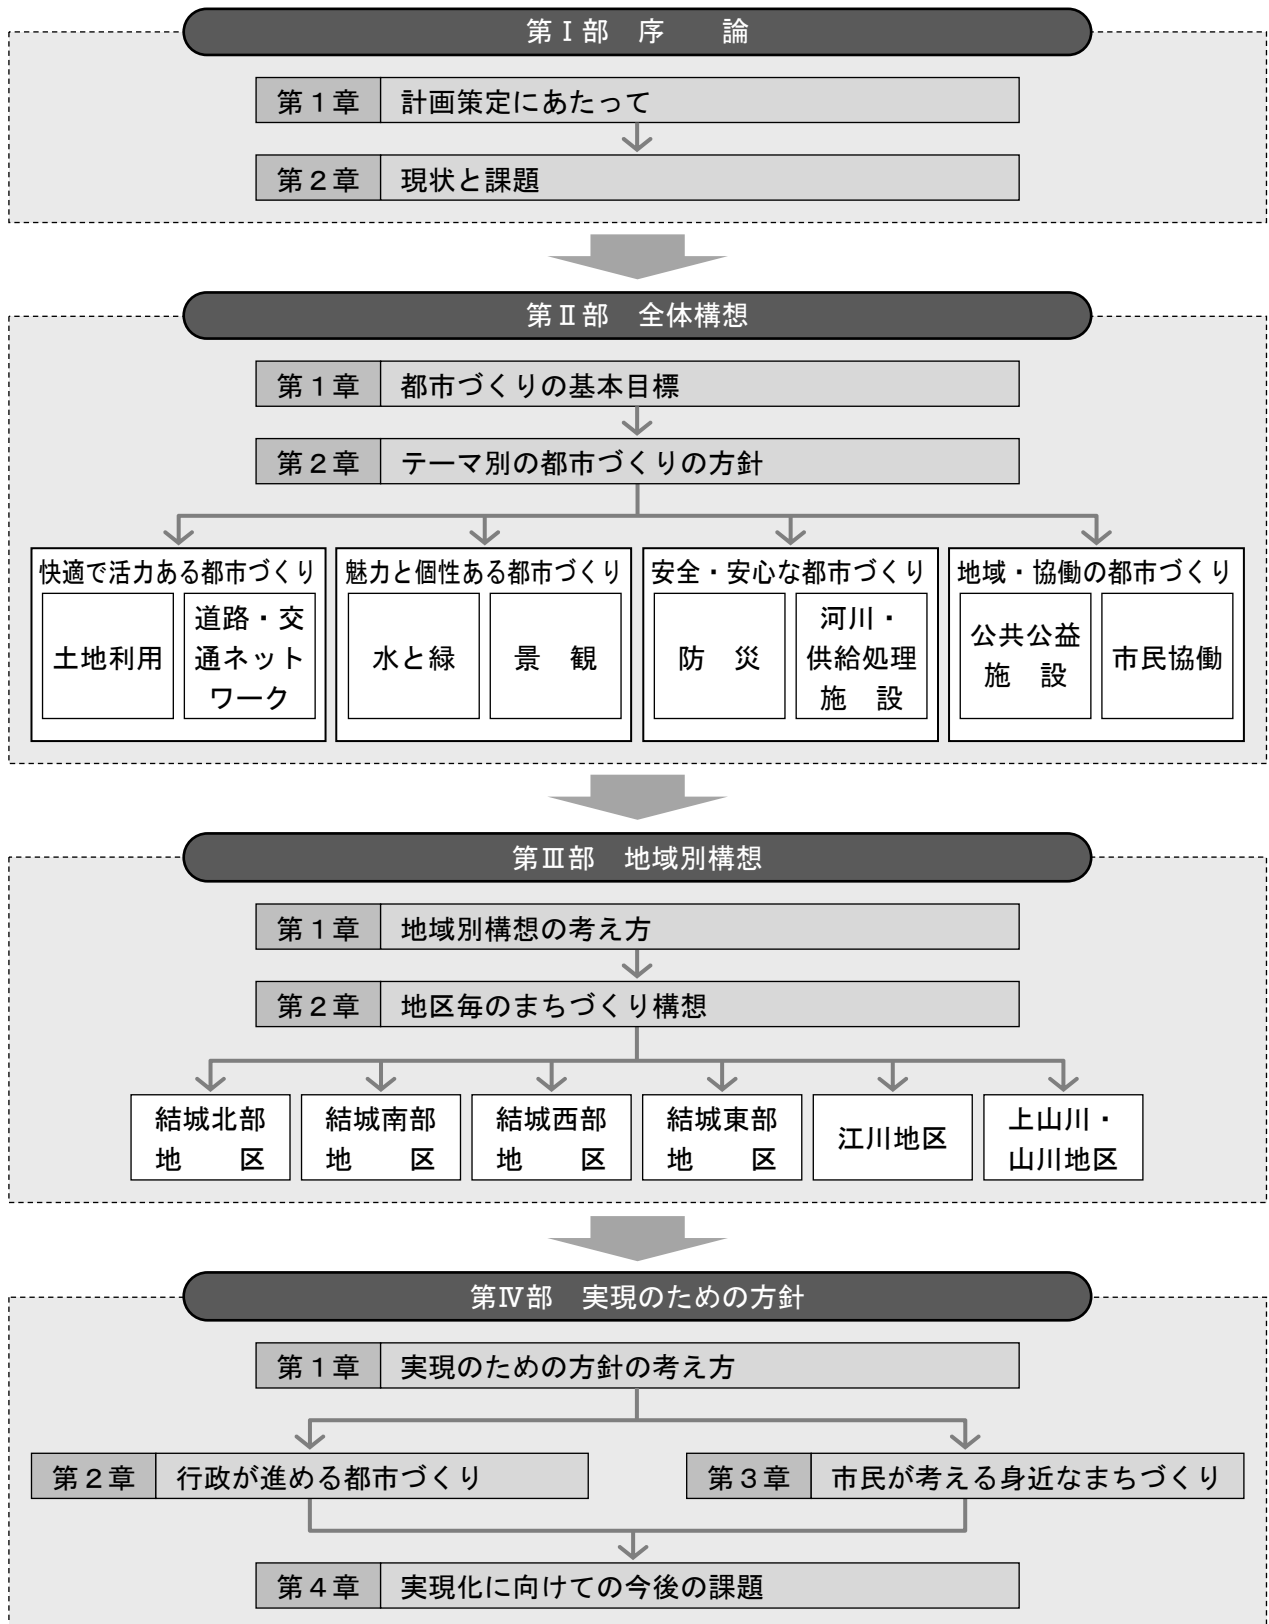 第Ⅰ部　序　　論
第１章　計画策定にあたって
第２章　現状と課題
第Ⅱ部　全体構想
第１章　都市づくりの基本目標
第２章　テーマ別の都市づくりの方針
快適で活力ある都市づくり
土地利用
道路・交
通ネット
ワーク
魅力と個性ある都市づくり
水と緑
景　観
安全・安心な都市づくり
防　災
河川・
供給処理
施　設
地域・協働の都市づくり
公共公益
施　設
市民協働
第Ⅲ部　地域別構想
第１章　地域別構想の考え方
第２章　地区毎のまちづくり構想
結城北部
地　　区
結城南部
地　　区
結城西部
地　　区
結城東部
地　　区
江川地区
上山川・
山川地区
第Ⅳ部　実現のための方針
第１章　実現のための方針の考え方
第２章　行政が進める都市づくり
第３章　市民が考える身近なまちづくり
第４章　実現化に向けての今後の課題